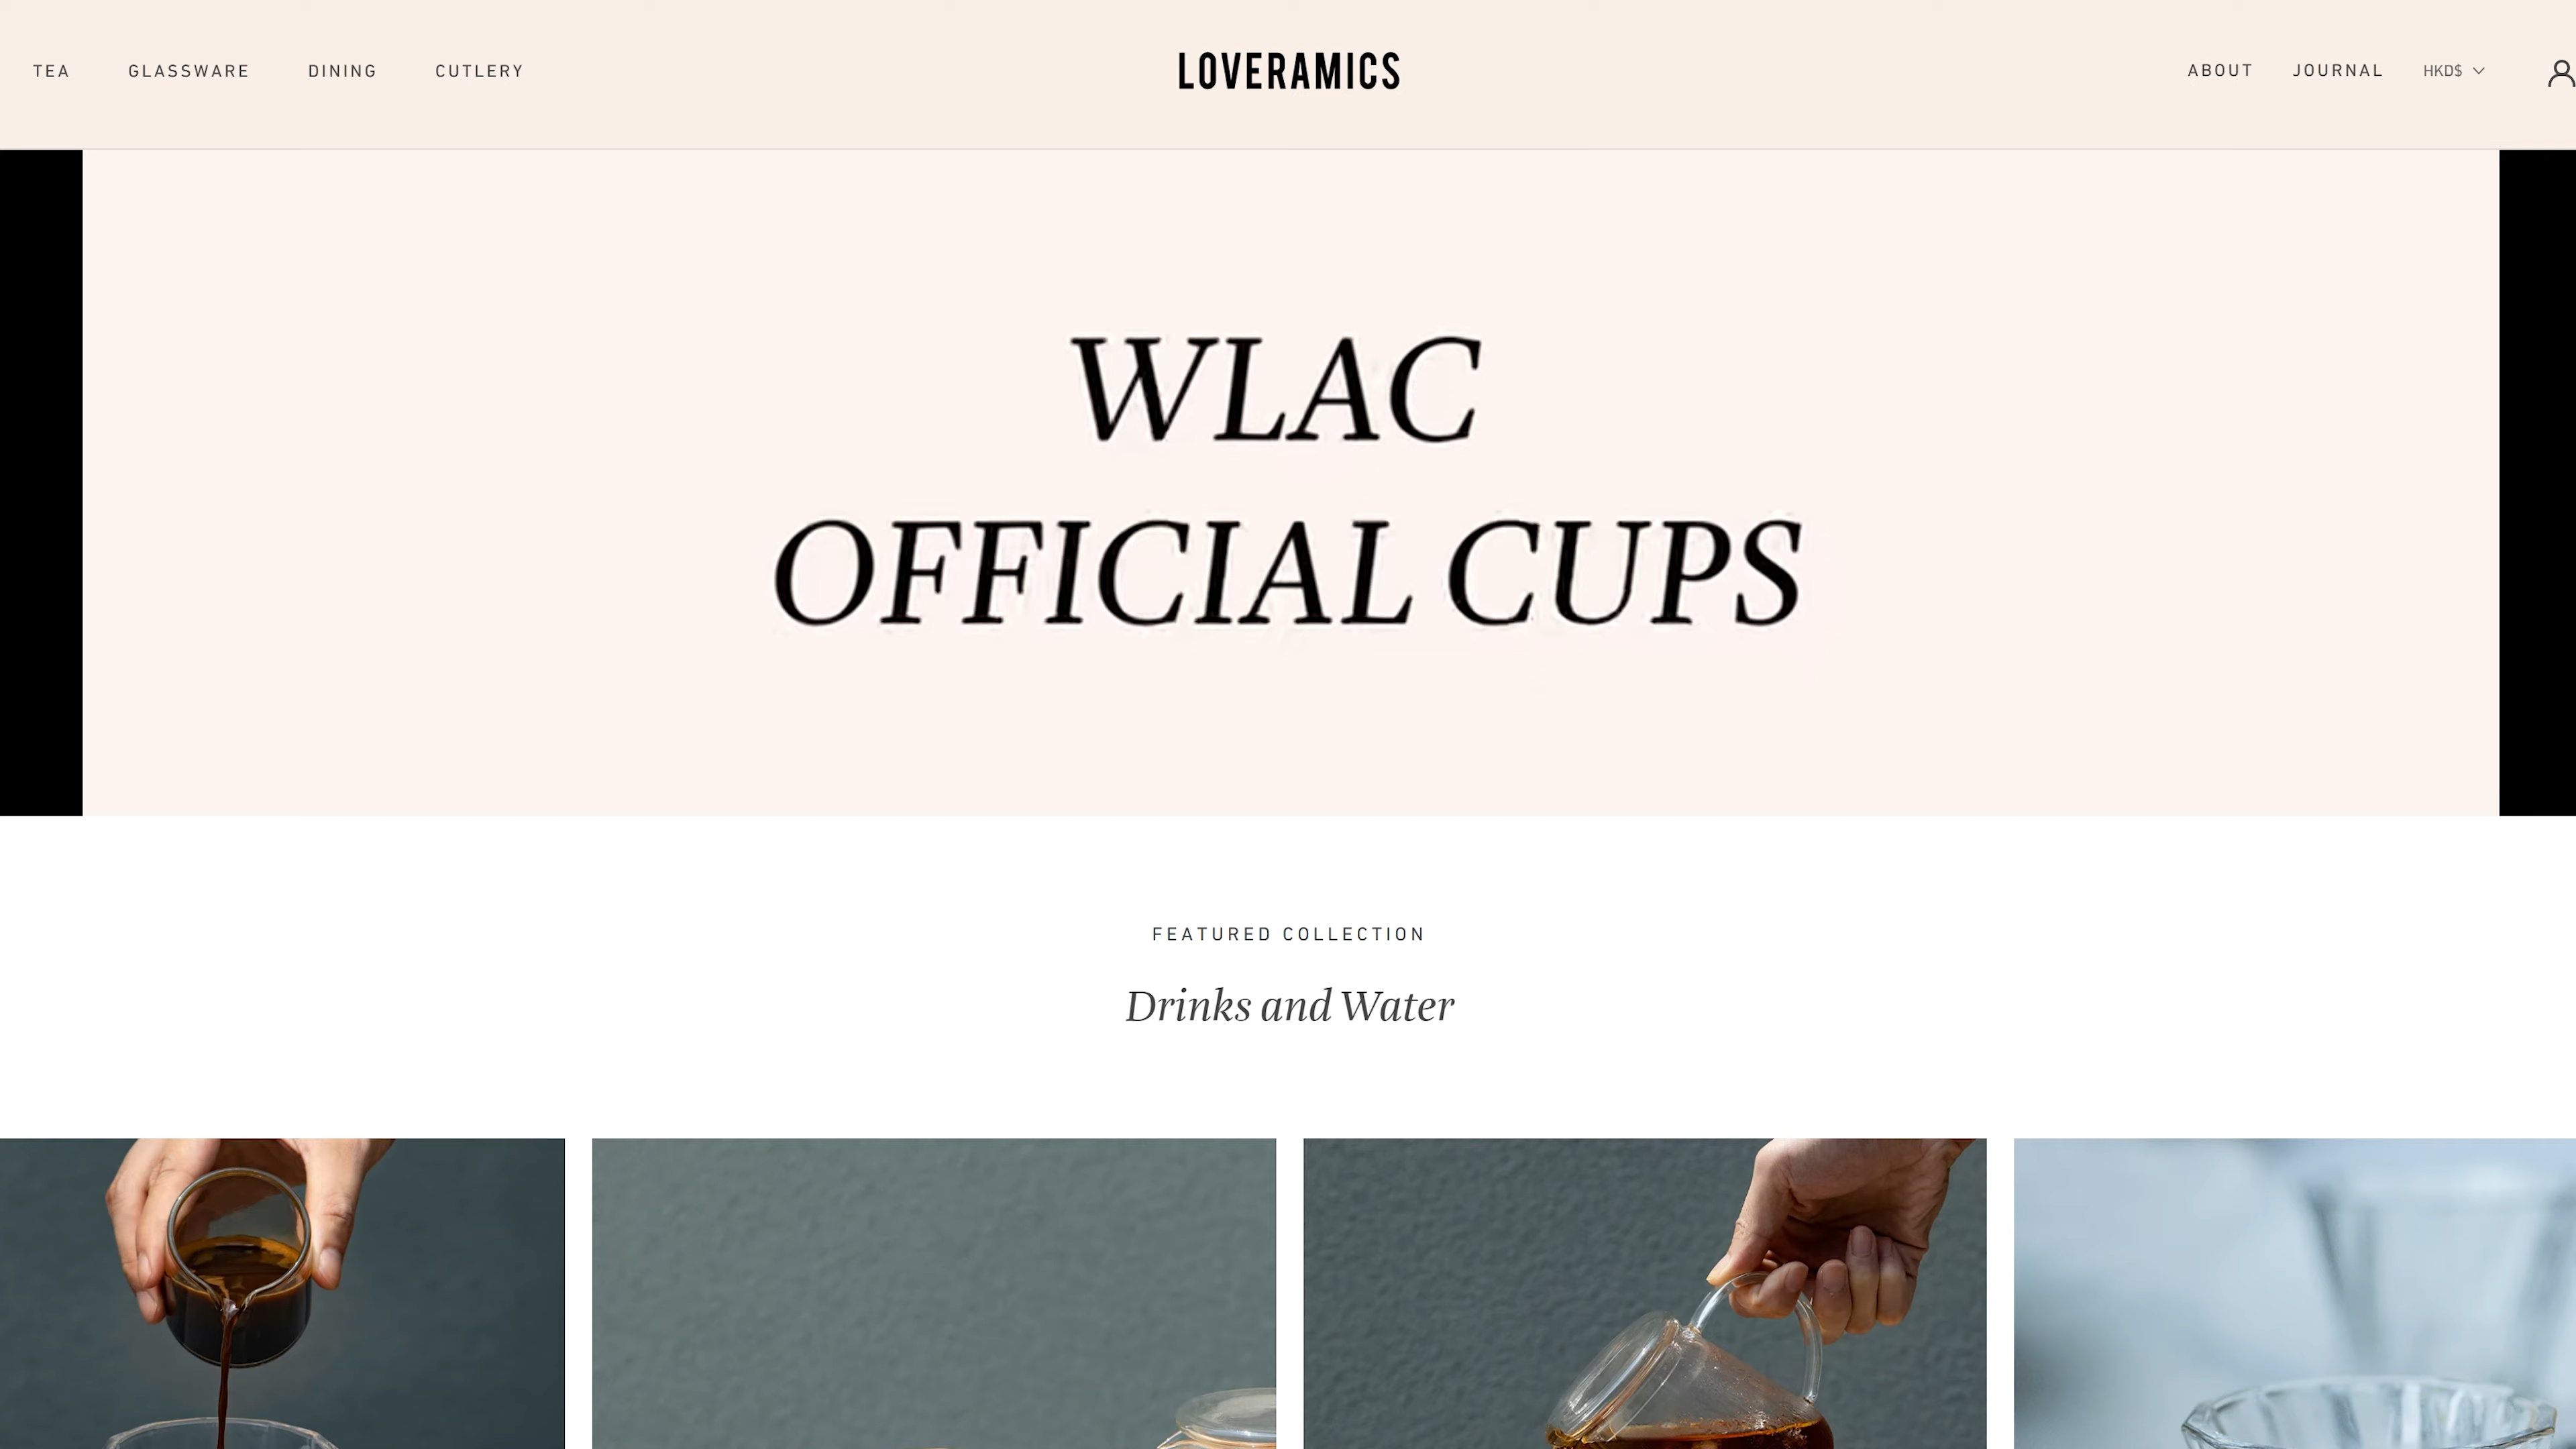 TEA GLASSWARE DINING CUTLERY LOVERAMICS ABOUT JOURNAL HKD$
WLAC
OFFICIAL CUPS
FEATURED COLLECTION
Drinks and Water